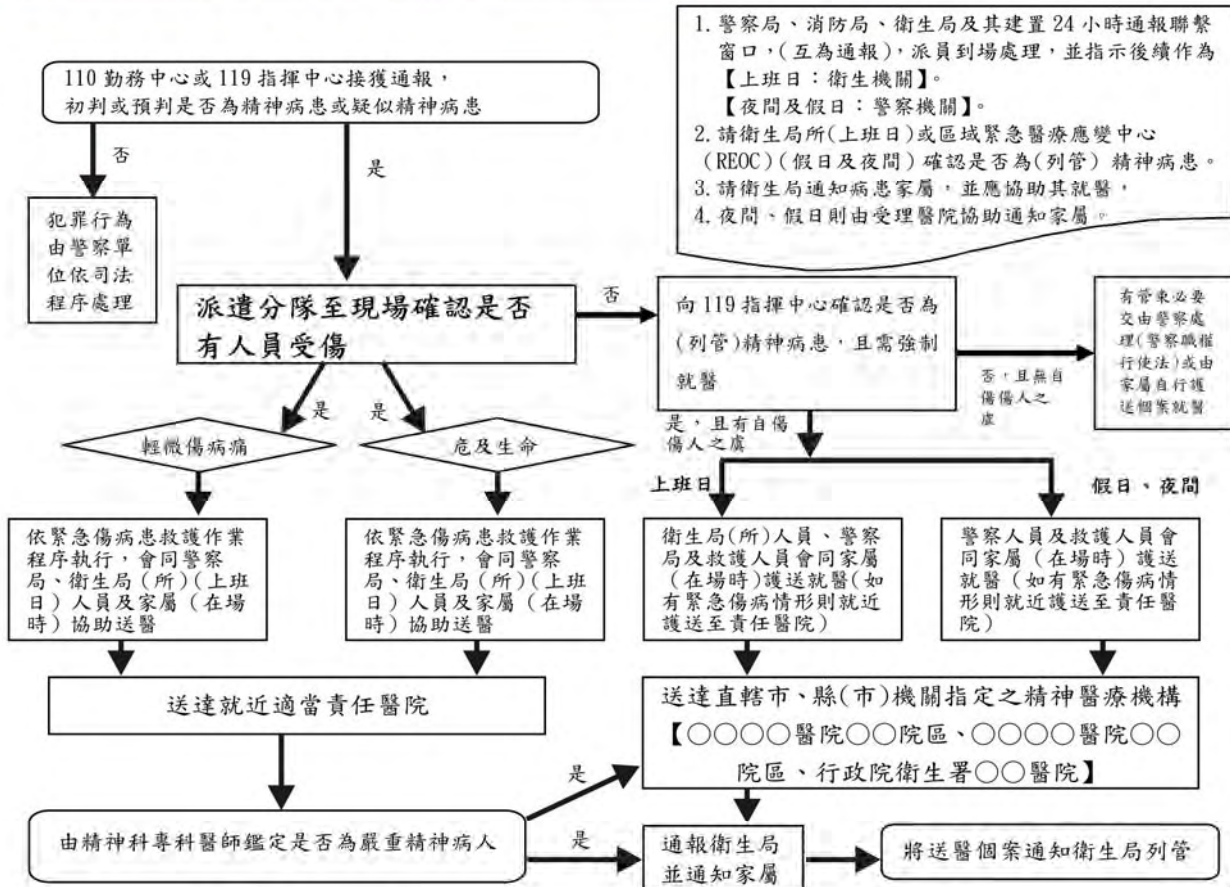 110 勤務中心或 119 指揮中心接獲通報，
初判或預判是否為精神病患或疑似精神病患
1. 警察局、消防局、衛生局及其建置 24 小時通報聯繫
窗口，(互為通報)，派員到場處理，並指示後續作為
【上班日：衛生機關】。
【夜間及假日：警察機關】。
2. 請衛生局所(上班日)或區域緊急醫療應變中心
(REOC)(假日及夜間) 確認是否為(列管) 精神病患。
3. 請衛生局通知病患家屬，並應協助其就醫，
4. 夜間、假日則由受理醫院協助通知家屬。
否
是
犯罪行為
由警察單
位依司法
程序處理
派遣分隊至現場確認是否
有人員受傷
否
向 119 指揮中心確認是否為
(列管) 精神病患，且需強制
就醫
否，且無自
傷傷人之
虞
有管束必要
交由警察處
理(警察職權
行使法)或由
家屬自行護
送個案就醫
是
是
是，且有自傷
傷人之虞
輕微傷病痛
危及生命
上班日
假日、夜間
依緊急傷病患救護作業
程序執行，會同警察
局、衛生局 (所) (上班
日) 人員及家屬 (在場
時) 協助送醫
依緊急傷病患救護作業
程序執行，會同警察
局、衛生局 (所) (上班
日) 人員及家屬 (在場
時) 協助送醫
衛生局(所)人員、警察
局及救護人員會同家屬
(在場時) 護送就醫(如
有緊急傷病情形則就近
護送至責任醫院)
警察人員及救護人員會
同家屬 (在場時) 護送
就醫 (如有緊急傷病情
形則就近護送至責任醫
院)
送達就近適當責任醫院
送達直轄市、縣(市)機關指定之精神醫療機構
【○○○○醫院○○院區、○○○○醫院○○
院區、行政院衛生署○○醫院】
是
由精神科專科醫師鑑定是否為嚴重精神病人
是
通報衛生局
並通知家屬
將送醫個案通知衛生局列管